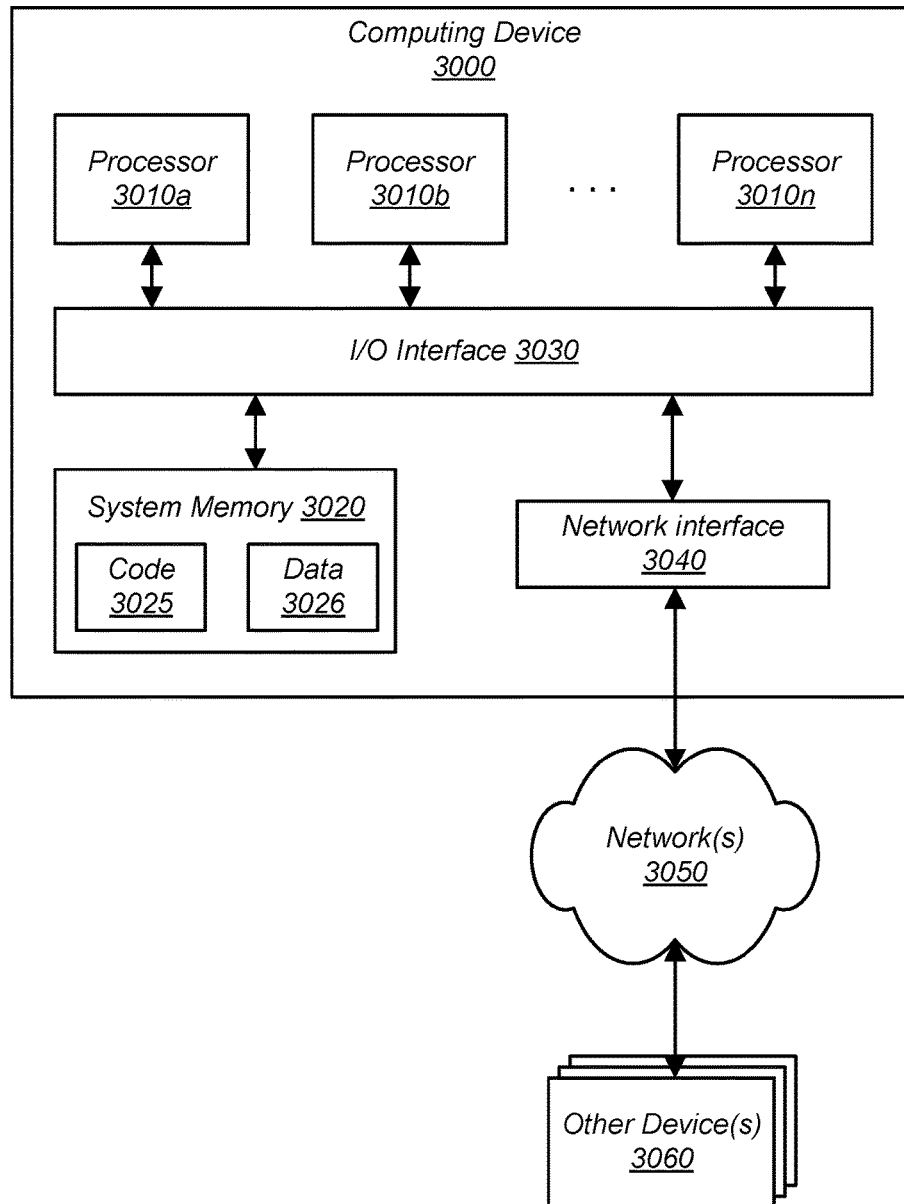 Computing Device
3000
Processor
3010a
Processor
3010b
. . .
Processor
3010n
I/O Interface 3030
System Memory 3020
Code
3025
Data
3026
Network interface
3040
Network(s)
3050
Other Device(s)
3060